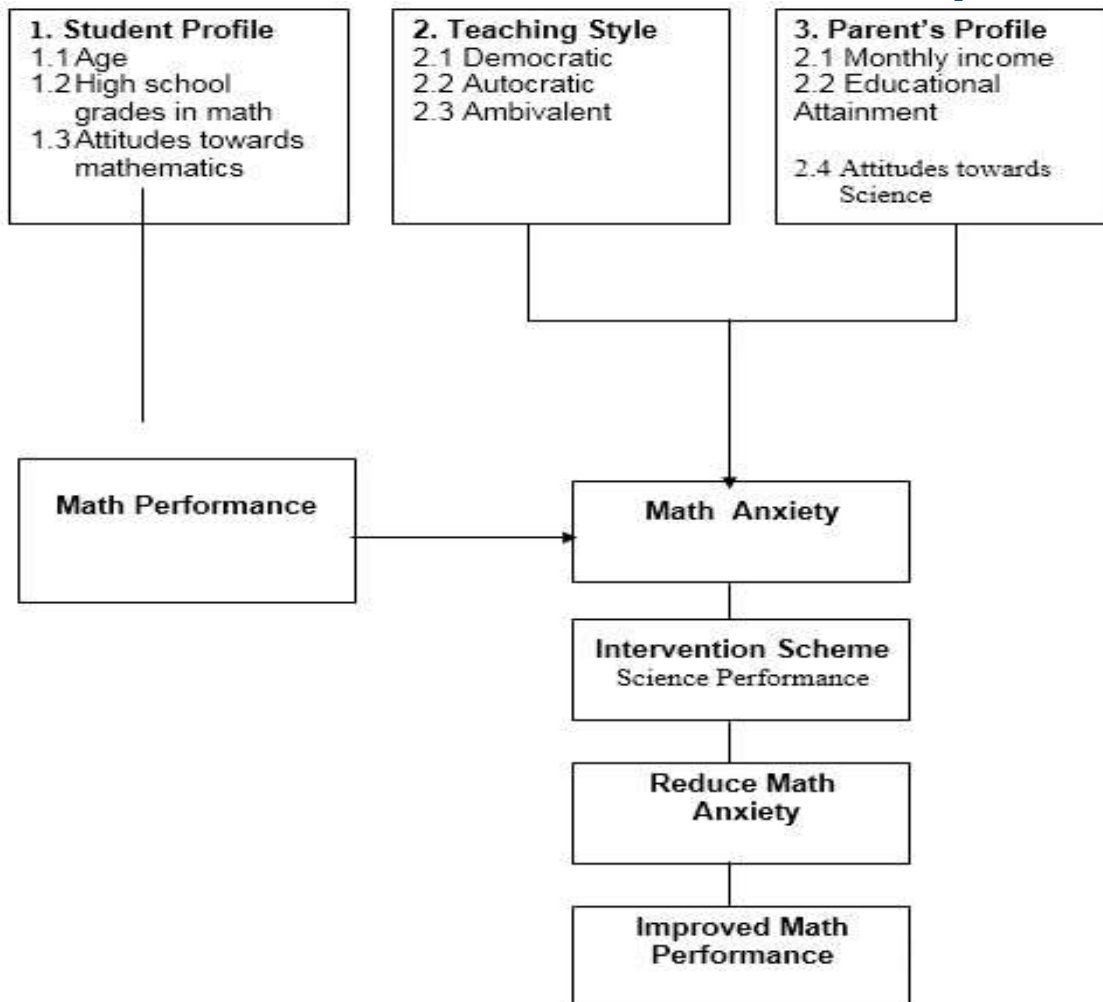 1. Student Profile
1.1 Age
1.2 High school
grades in math
1.3 Attitudes towards
mathematics
2. Teaching Style
2.1 Democratic
2.2 Autocratic
2.3 Ambivalent
3. Parent's Profile
2.1 Monthly income
2.2 Educational
Attainment
2.4 Attitudes towards
Science
Math Performance
Math Anxiety
Intervention Scheme
Science Performance
Reduce Math
Anxiety
Improved Math
Performance